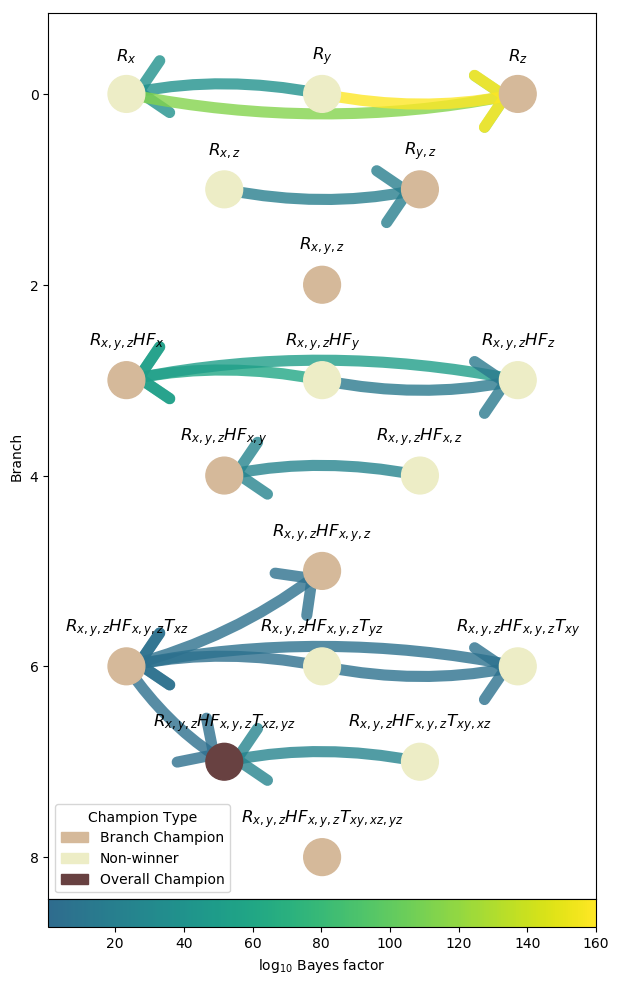 R_x R_y R_z
0
R_{x,z} R_{y,z}
R_{x,y,z}
2
R_{x,y,z}HF_x R_{x,y,z}HF_y R_{x,y,z}HF_z
R_{x,y,z}HF_{x,y} R_{x,y,z}HF_{x,z}
Branch
4
R_{x,y,z}HF_{x,y,z}
R_{x,y,z}HF_{x,y,z}T_{xz} R_{x,y,z}HF_{x,y,z}T_{yz} R_{x,y,z}HF_{x,y,z}T_{xy}
6
R_{x,y,z}HF_{x,y,z}T_{xz,yz} R_{x,y,z}HF_{x,y,z}T_{xy,xz}
R_{x,y,z}HF_{x,y,z}T_{xy,xz,yz}
8
Champion Type
Branch Champion
Non-winner
Overall Champion
20 40 60 80 100 120 140 160
log_{10} Bayes factor